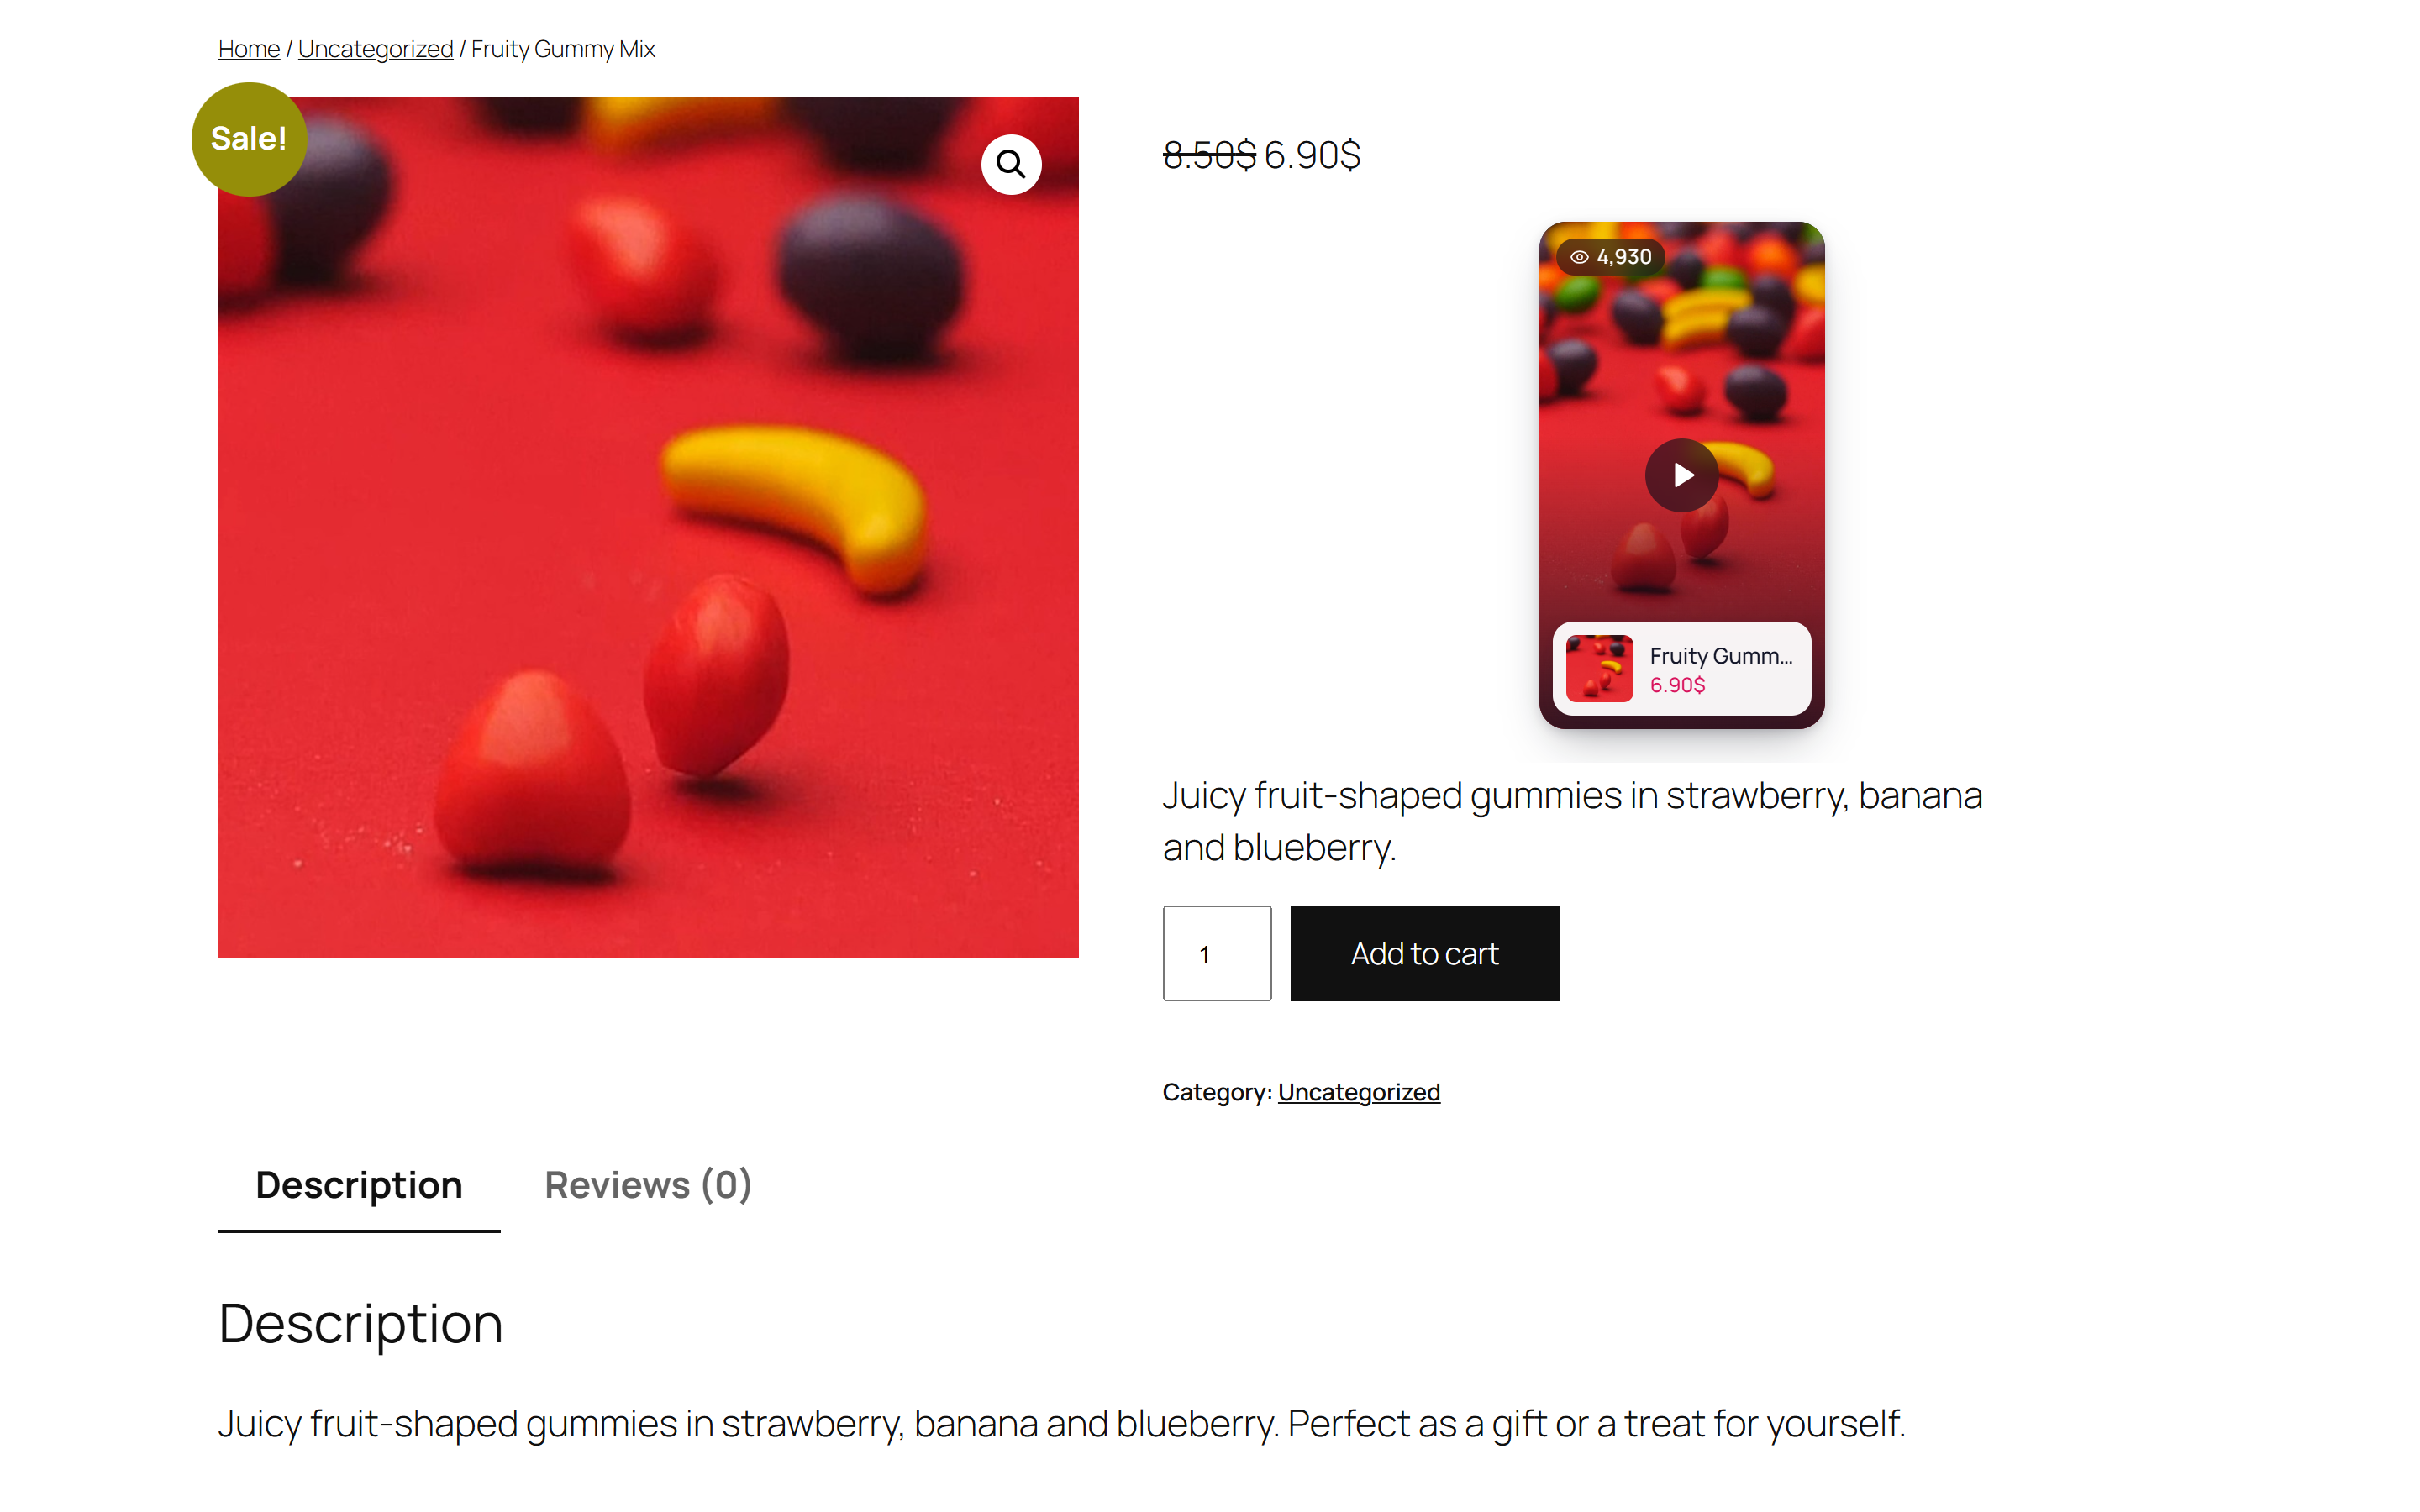 Home / Uncategorized / Fruity Gummy Mix
Sale!
8.50$ 6.90$
4,930
Fruity Gumm...
6.90$
Juicy fruit-shaped gummies in strawberry, banana
and blueberry.
1
Add to cart
Category: Uncategorized
Description
Reviews (0)
Description
Juicy fruit-shaped gummies in strawberry, banana and blueberry. Perfect as a gift or a treat for yourself.